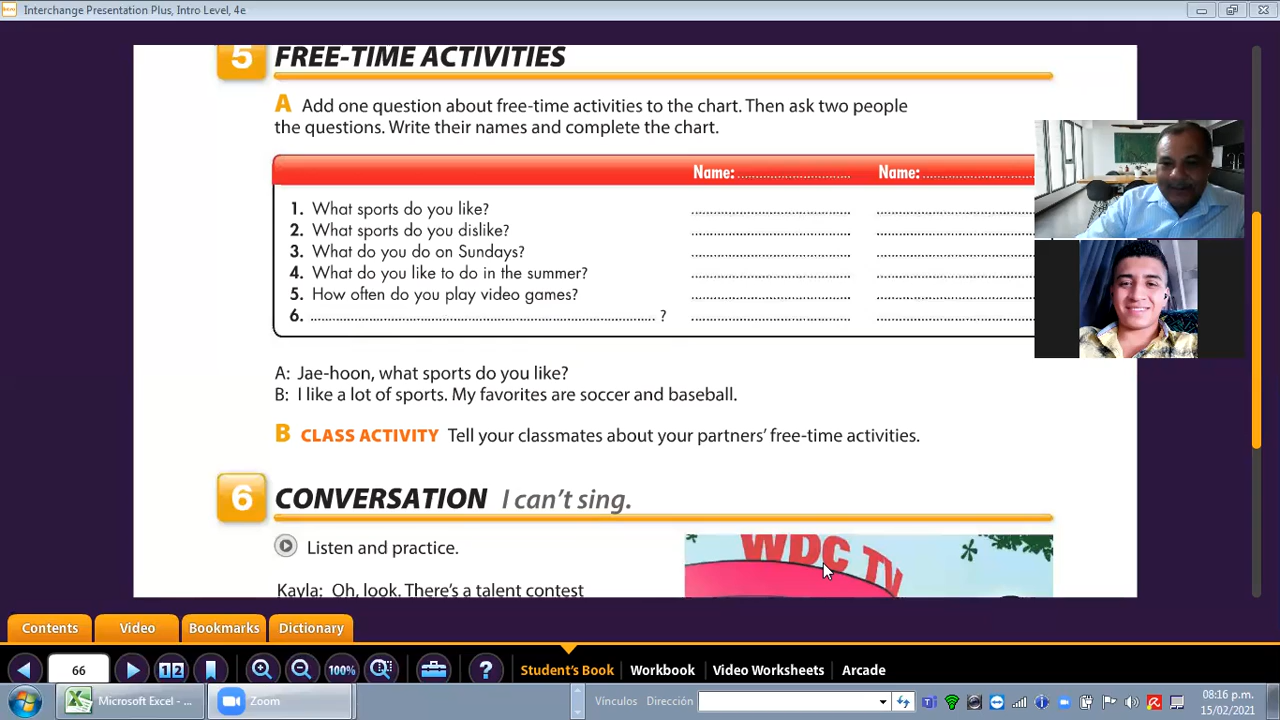 Interchange Presentation Plus, Intro Level, 4e
5 FREE-TIME ACTIVITIES
A Add one question about free-time activities to the chart. Then ask two people
the questions. Write their names and complete the chart.
Name: .............................. Name: ..............................
1. What sports do you like?
2. What sports do you dislike?
3. What do you do on Sundays?
4. What do you like to do in the summer?
5. How often do you play video games?
6. .............................. ?
A: Jae-hoon, what sports do you like?
B: I like a lot of sports. My favorites are soccer and baseball.
B CLASS ACTIVITY Tell your classmates about your partners' free-time activities.
6 CONVERSATION I can't sing.
Listen and practice.
WDC TV
Kayla: Oh, look. There's a talent contest
Contents Video Bookmarks Dictionary
66 12 100% ? Student's Book Workbook Video Worksheets Arcade
Microsoft Excel - ... Zoom Vínculos Dirección 08:16 p.m.
15/02/2021